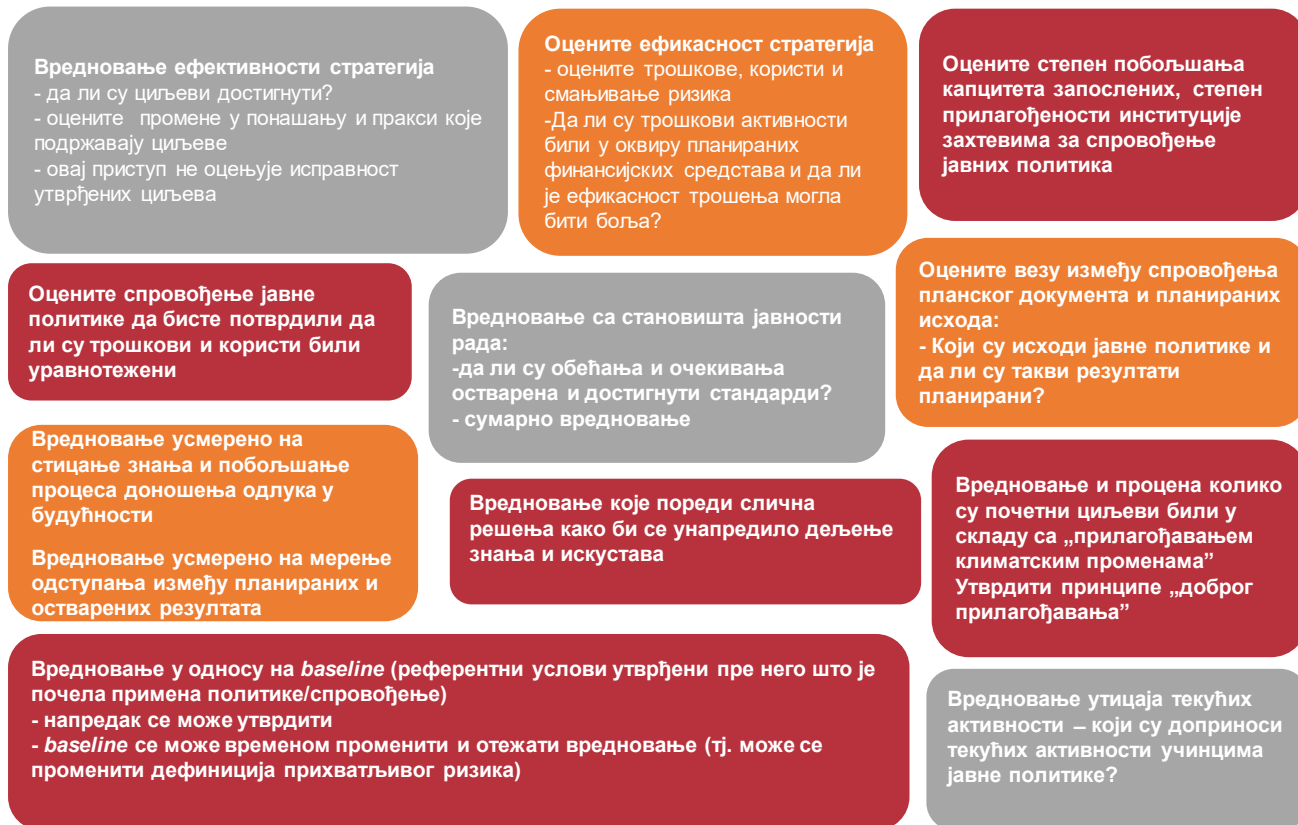 Вредновање ефективности стратегија
- да ли су циљеви достигнути?
- оцените промене у понашању и пракси које
подржавају циљеве
- овај приступ не оцењује исправност
утврђених циљева
Оцените ефикасност стратегија
- оцените трошкове, користи и
смањивање ризика
-Да ли су трошкови активности
били у оквиру планираних
финансијских средстава и да ли
је ефикасност трошења могла
бити боља?
Оцените степен побољшања
капцитета запослених, степен
прилагођености институције
захтевима за спровођење
јавних политика
Оцените спровођење јавне
политике да бисте потврдили да
ли су трошкови и користи били
уравнотежени
Вредновање са становишта јавности
рада:
-да ли су обећања и очекивања
остварена и достигнути стандарди?
- сумарно вредновање
Оцените везу између спровођења
планског документа и планираних
исхода:
- Који су исходи јавне политике и
да ли су такви резултати
планирани?
Вредновање усмерено на
стицање знања и побољшање
процеса доношења одлука у
будућности
Вредновање усмерено на мерење
одступања између планираних и
остварених резултата
Вредновање које пореди слична
решења како би се унапредило дељење
знања и искустава
Вредновање и процена колико
су почетни циљеви били у
складу са „прилагођавањем
климатским променама”
Утврдити принципе „доброг
прилагођавања”
Вредновање у односу на baseline (референтни услови утврђени пре него што је
почела примена политике/спровођење)
- напредак се може утврдити
- baseline се може временом променити и отежати вредновање (тј. може се
променити дефиниција прихватљивог ризика)
Вредновање утицаја текућих
активности – који су доприноси
текућих активности учинцима
јавне политике?